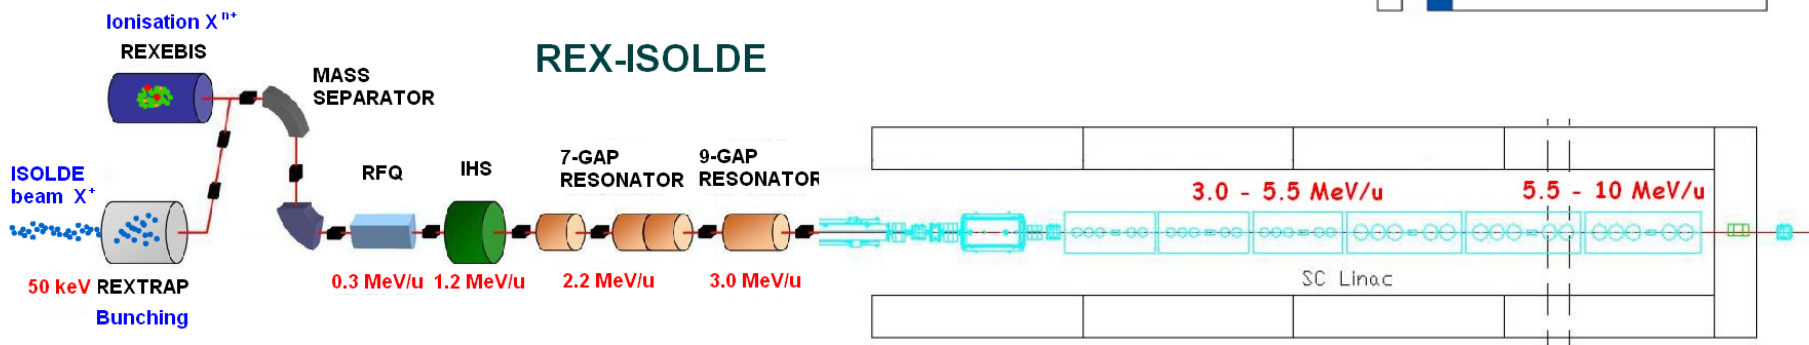 Ionisation Xⁿ⁺
REXEBIS
REX-ISOLDE
MASS
SEPARATOR
ISOLDE
beam X⁺
RFQ
IHS
7-GAP
RESONATOR
9-GAP
RESONATOR
3.0 - 5.5 MeV/u
5.5 - 10 MeV/u
50 keV REXTRAP
Bunching
0.3 MeV/u
1.2 MeV/u
2.2 MeV/u
3.0 MeV/u
SC Linac